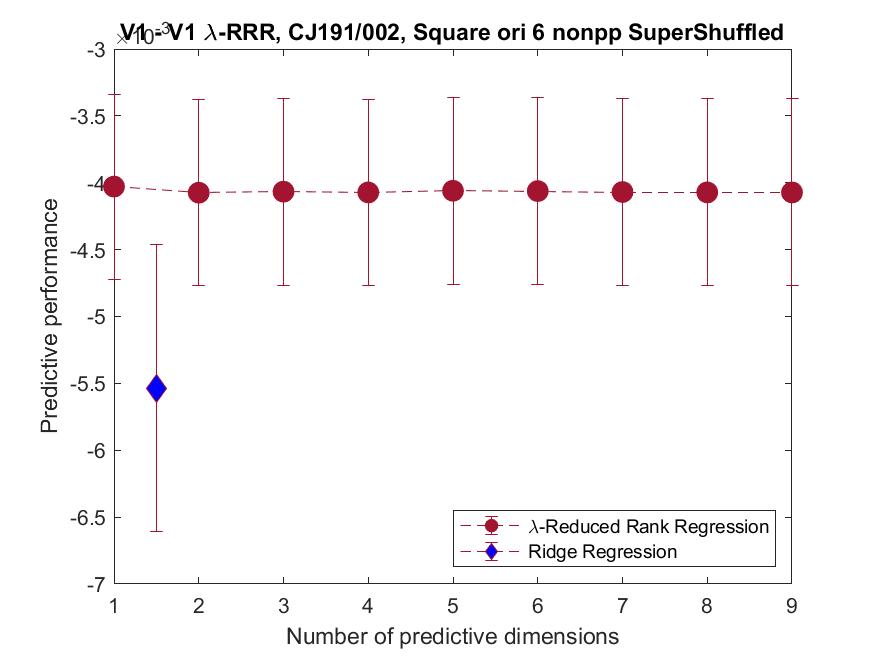 V1 - V1 λ-RRR, CJ191/002, Square ori 6 nonpp SuperShuffled
×10-3
-3
-3.5
-4
-4.5
-5
-5.5
-6
-6.5
-7
Predictive performance
1 2 3 4 5 6 7 8 9
Number of predictive dimensions
λ-Reduced Rank Regression
Ridge Regression